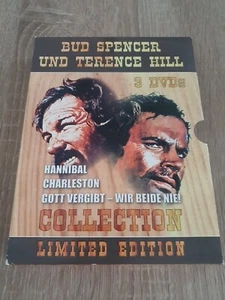 BUD SPENCER
UND TERENCE HILL
3 DVDs
HANNIBAL
CHARLESTON
GOTT VERGIBT – WIR BEIDE NIE!
COLLECTION
LIMITED EDITION